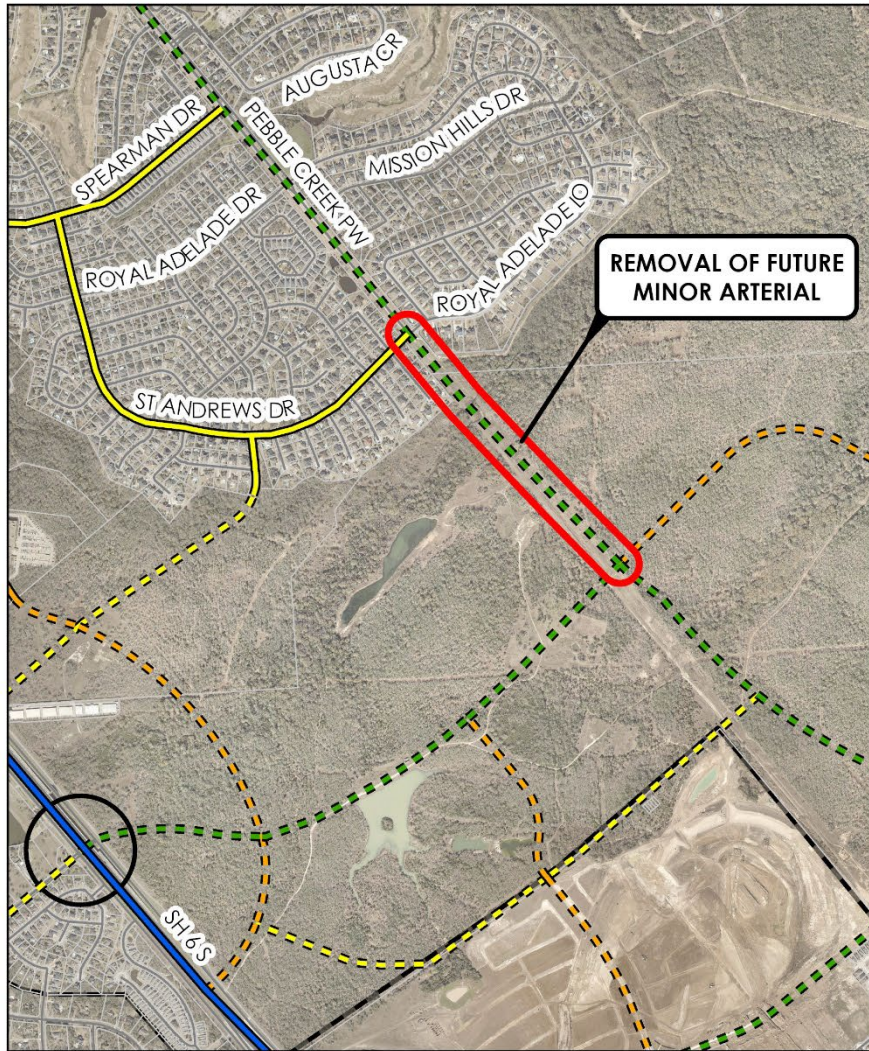 AUGUSTA CR
SPEARMAN DR
PEBBLE CREEK PW
MISSION HILLS DR
ROYAL ADELADE DR
ROYAL ADELADE LO
REMOVAL OF FUTURE
MINOR ARTERIAL
ST ANDREWS DR
SH 6 S